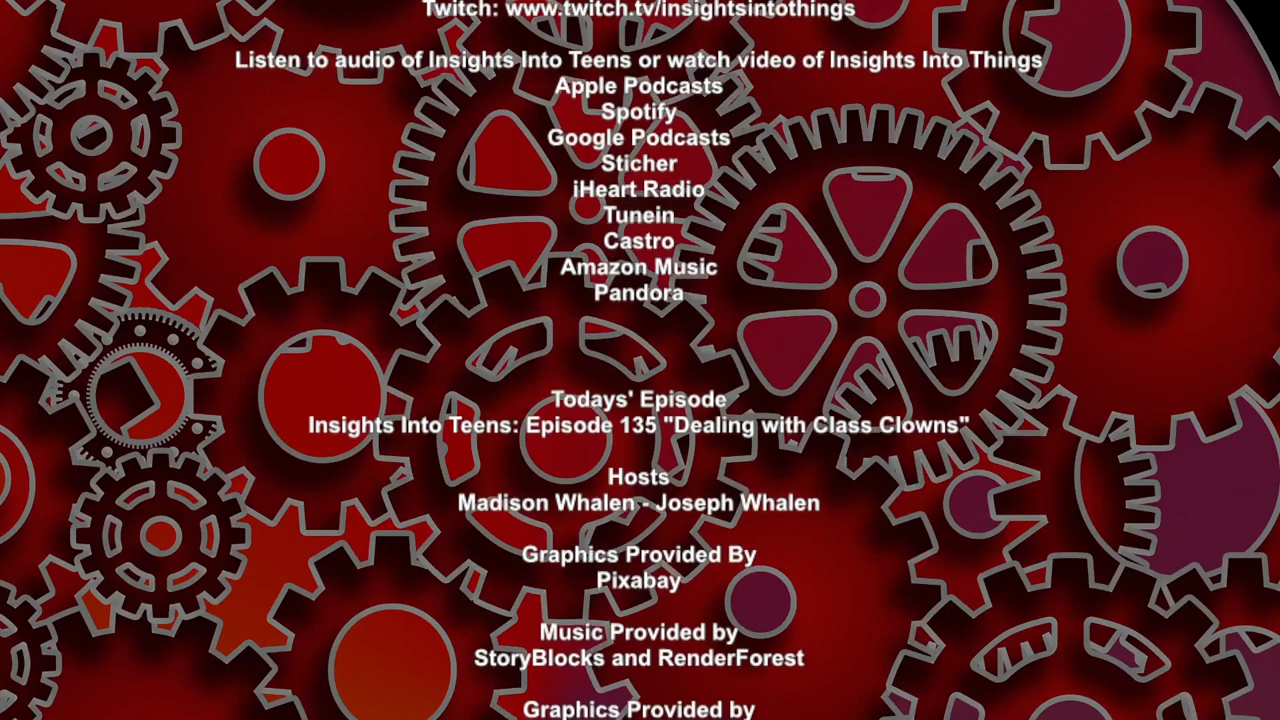 Twitch: www.twitch.tv/insightsintothings
Listen to audio of Insights Into Teens or watch video of Insights Into Things
Apple Podcasts
Spotify
Google Podcasts
Sticher
iHeart Radio
Tunein
Castro
Amazon Music
Pandora
Todays' Episode
Insights Into Teens: Episode 135 "Dealing with Class Clowns"
Hosts
Madison Whalen - Joseph Whalen
Graphics Provided By
Pixabay
Music Provided by
StoryBlocks and RenderForest
Graphics Provided by